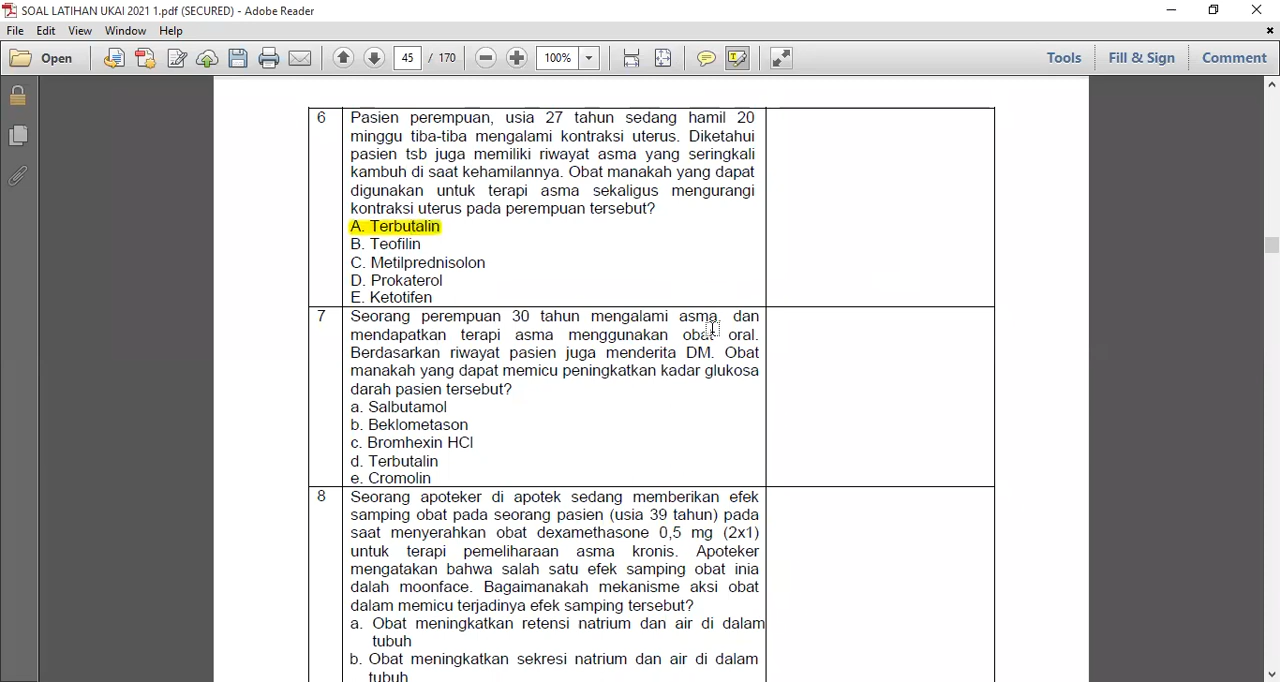 SOAL LATIHAN UKAI 2021 1.pdf (SECURED) - Adobe Reader
File Edit View Window Help
Open 45 / 170 100% Tools Fill & Sign Comment
6 Pasien perempuan, usia 27 tahun sedang hamil 20
minggu tiba-tiba mengalami kontraksi uterus. Diketahui
pasien tsb juga memiliki riwayat asma yang seringkali
kambuh di saat kehamilannya. Obat manakah yang dapat
digunakan untuk terapi asma sekaligus mengurangi
kontraksi uterus pada perempuan tersebut?
A. Terbutalin
B. Teofilin
C. Metilprednisolon
D. Prokaterol
E. Ketotifen
7 Seorang perempuan 30 tahun mengalami asma, dan
mendapatkan terapi asma menggunakan obat oral.
Berdasarkan riwayat pasien juga menderita DM. Obat
manakah yang dapat memicu peningkatkan kadar glukosa
darah pasien tersebut?
a. Salbutamol
b. Beklometason
c. Bromhexin HCl
d. Terbutalin
e. Cromolin
8 Seorang apoteker di apotek sedang memberikan efek
samping obat pada seorang pasien (usia 39 tahun) pada
saat menyerahkan obat dexamethasone 0,5 mg (2x1)
untuk terapi pemeliharaan asma kronis. Apoteker
mengatakan bahwa salah satu efek samping obat inia
dalah moonface. Bagaimanakah mekanisme aksi obat
dalam memicu terjadinya efek samping tersebut?
a. Obat meningkatkan retensi natrium dan air di dalam
tubuh
b. Obat meningkatkan sekresi natrium dan air di dalam
tubuh